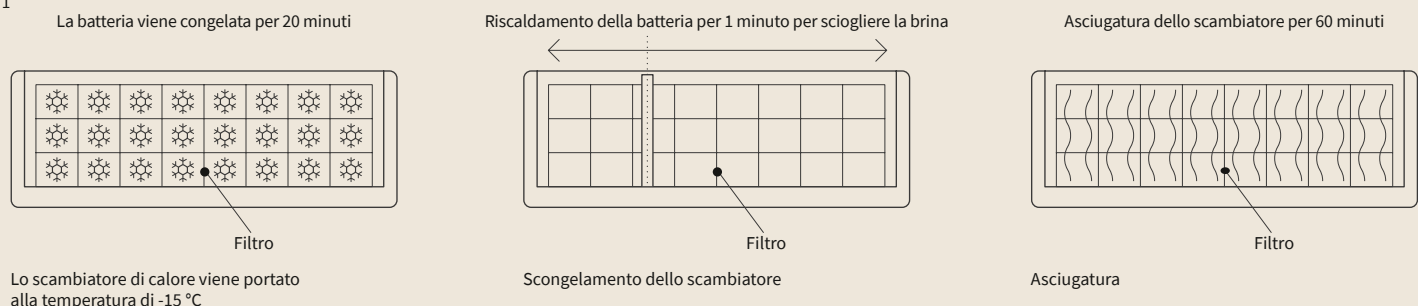 1
La batteria viene congelata per 20 minuti
Riscaldamento della batteria per 1 minuto per sciogliere la brina
Asciugatura dello scambiatore per 60 minuti
Filtro
Filtro
Filtro
Lo scambiatore di calore viene portato
alla temperatura di -15 °C
Scongelamento dello scambiatore
Asciugatura